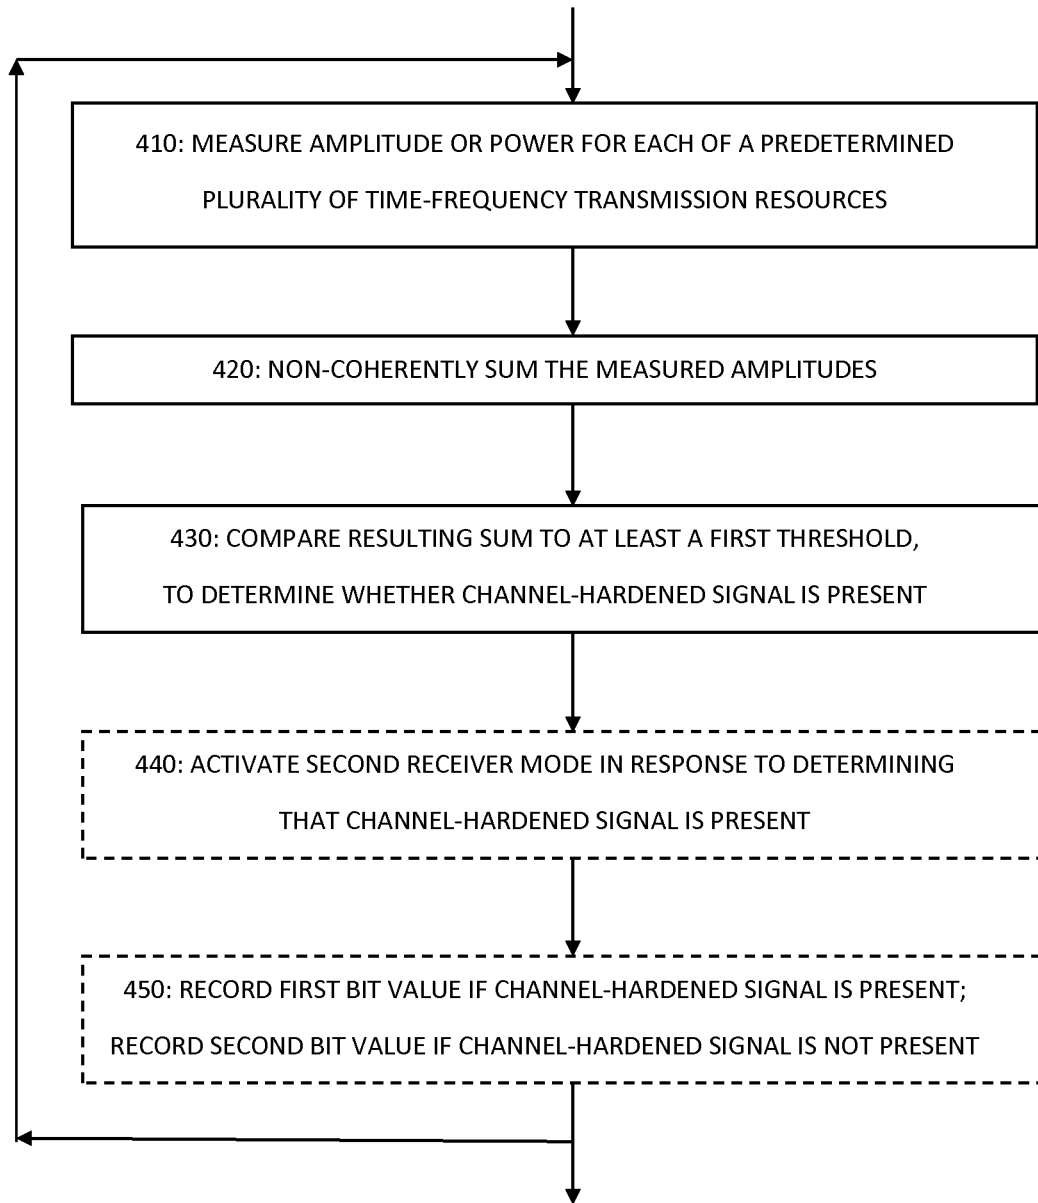 410: MEASURE AMPLITUDE OR POWER FOR EACH OF A PREDETERMINED
PLURALITY OF TIME-FREQUENCY TRANSMISSION RESOURCES
420: NON-COHERENTLY SUM THE MEASURED AMPLITUDES
430: COMPARE RESULTING SUM TO AT LEAST A FIRST THRESHOLD,
TO DETERMINE WHETHER CHANNEL-HARDENED SIGNAL IS PRESENT
440: ACTIVATE SECOND RECEIVER MODE IN RESPONSE TO DETERMINING
THAT CHANNEL-HARDENED SIGNAL IS PRESENT
450: RECORD FIRST BIT VALUE IF CHANNEL-HARDENED SIGNAL IS PRESENT;
RECORD SECOND BIT VALUE IF CHANNEL-HARDENED SIGNAL IS NOT PRESENT